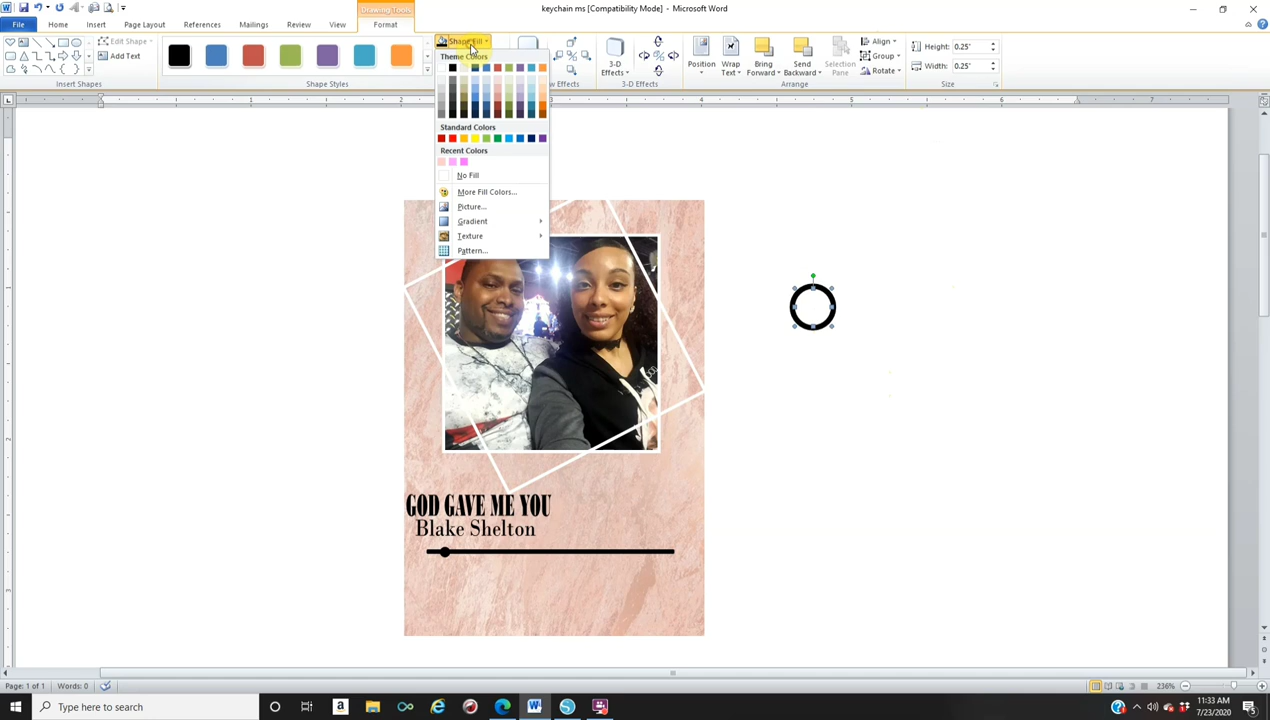 keychain ms [Compatibility Mode] - Microsoft Word
Drawing Tools
File Home Insert Page Layout References Mailings Review View Format
Edit Shape
Add Text
Insert Shapes
Shape Styles
Shape Fill
Theme Colors
Standard Colors
Recent Colors
No Fill
More Fill Colors...
Picture...
Gradient
Texture
Pattern...
3-D Effects
3-D Effects
Position
Wrap Text
Bring Forward
Send Backward
Selection Pane
Align
Group
Rotate
Arrange
Height: 0.25"
Width: 0.25"
Size
GOD GAVE ME YOU
Blake Shelton
Page: 1 of 1 Words: 0
236%
Type here to search
11:33 AM
7/23/2020